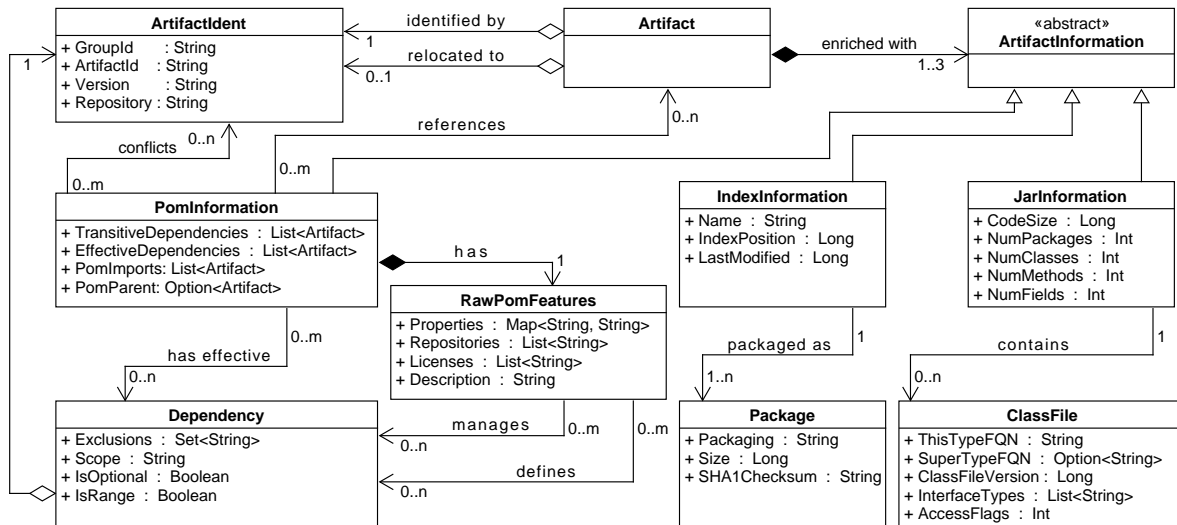 ArtifactIdent
+ GroupId : String
+ ArtifactId : String
+ Version : String
+ Repository : String
identified by
1
relocated to
0..1
Artifact
enriched with
1..3
«abstract»
ArtifactInformation
1
conflicts
0..n
0..m
references
0..n
0..m
PomInformation
+ TransitiveDependencies : List<Artifact>
+ EffectiveDependencies : List<Artifact>
+ PomImports: List<Artifact>
+ PomParent: Option<Artifact>
has
1
IndexInformation
+ Name : String
+ IndexPosition : Long
+ LastModified : Long
JarInformation
+ CodeSize : Long
+ NumPackages : Int
+ NumClasses : Int
+ NumMethods : Int
+ NumFields : Int
RawPomFeatures
+ Properties : Map<String, String>
+ Repositories : List<String>
+ Licenses : List<String>
+ Description : String
0..m
has effective
0..n
1
packaged as
1..n
1
contains
0..n
Dependency
+ Exclusions : Set<String>
+ Scope : String
+ IsOptional : Boolean
+ IsRange : Boolean
manages
0..m
0..n
defines
0..m
0..n
Package
+ Packaging : String
+ Size : Long
+ SHA1Checksum : String
ClassFile
+ ThisTypeFQN : String
+ SuperTypeFQN : Option<String>
+ ClassFileVersion : Long
+ InterfaceTypes : List<String>
+ AccessFlags : Int